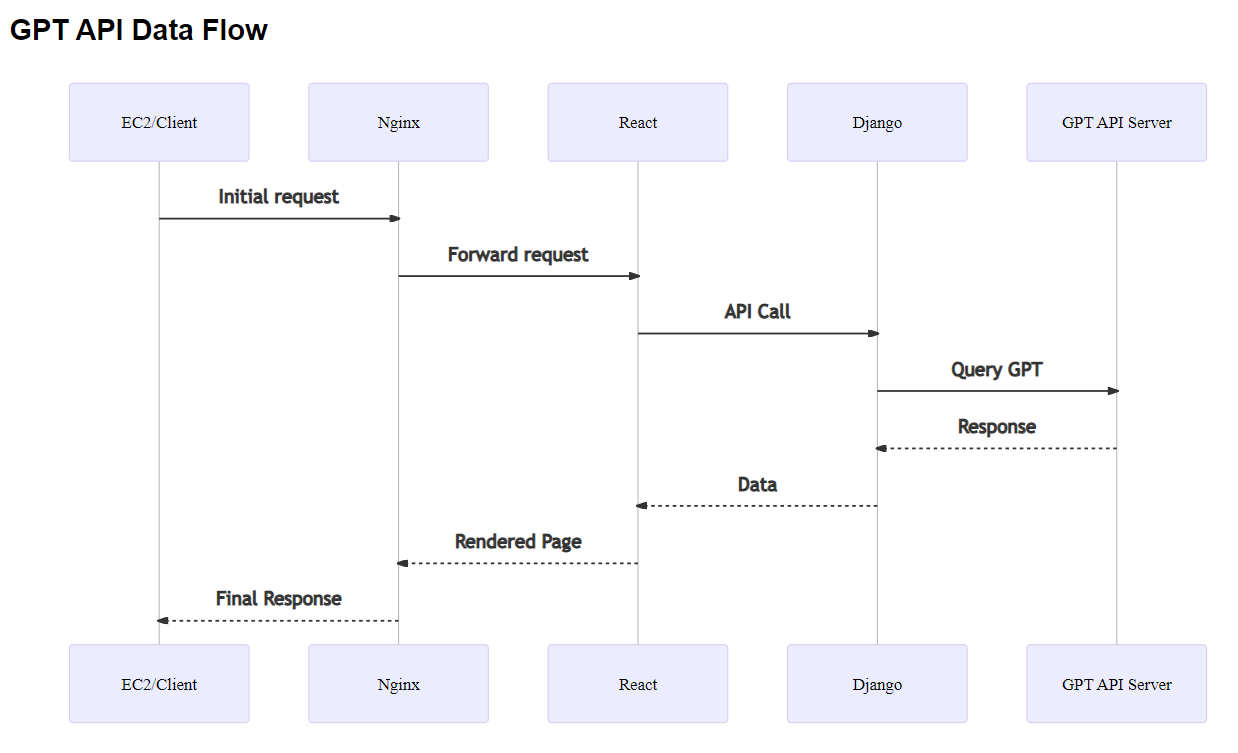 GPT API Data Flow
EC2/Client
Nginx
React
Django
GPT API Server
Initial request
Forward request
API Call
Query GPT
Response
Data
Rendered Page
Final Response
EC2/Client
Nginx
React
Django
GPT API Server